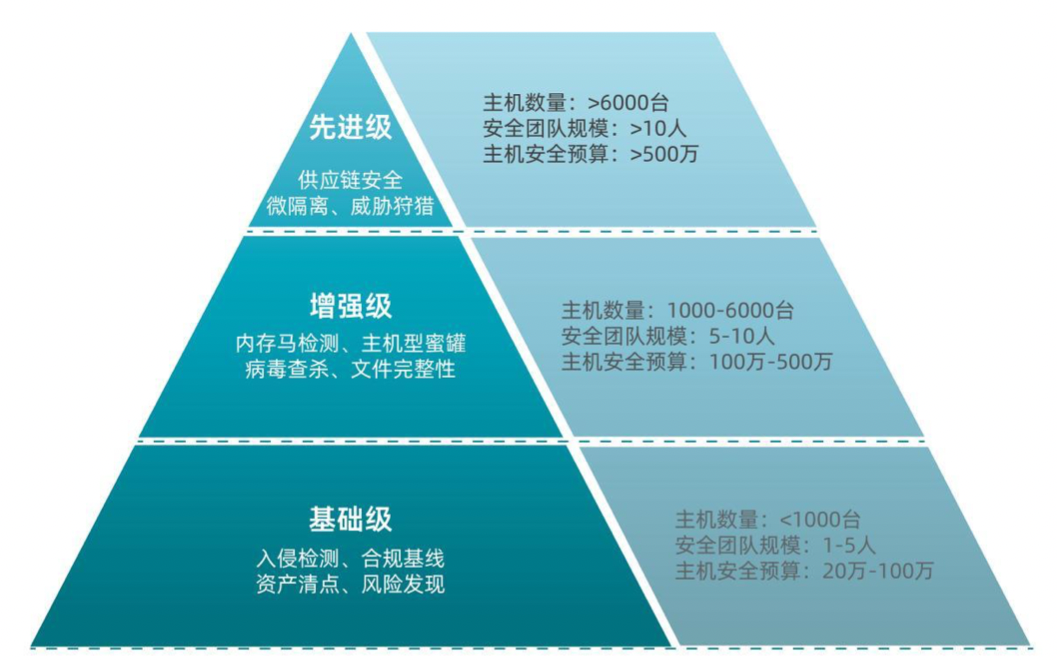 先进级
供应链安全
微隔离、威胁狩猎
主机数量：>6000台
安全团队规模：>10人
主机安全预算：>500万
增强级
内存马检测、主机型蜜罐
病毒查杀、文件完整性
主机数量：1000-6000台
安全团队规模：5-10人
主机安全预算：100万-500万
基础级
入侵检测、合规基线
资产清点、风险发现
主机数量：<1000台
安全团队规模：1-5人
主机安全预算：20万-100万